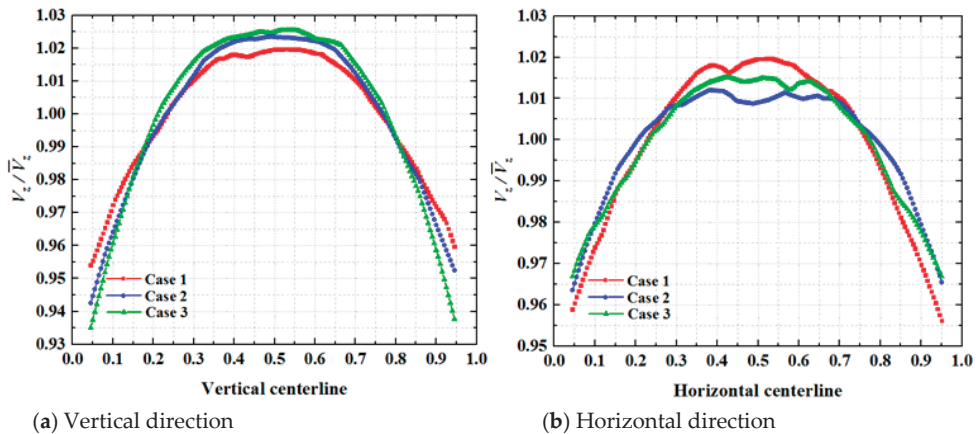 1.03
1.02
1.01
1.00
0.99
0.98
0.97
0.96
0.95
0.94
0.93
V_z / V̅_z
Case 1
Case 2
Case 3
0.0 0.1 0.2 0.3 0.4 0.5 0.6 0.7 0.8 0.9 1.0
Vertical centerline
(a) Vertical direction
1.03
1.02
1.01
1.00
0.99
0.98
0.97
0.96
0.95
V_z / V̅_z
Case 1
Case 2
Case 3
0.0 0.1 0.2 0.3 0.4 0.5 0.6 0.7 0.8 0.9 1.0
Horizontal centerline
(b) Horizontal direction